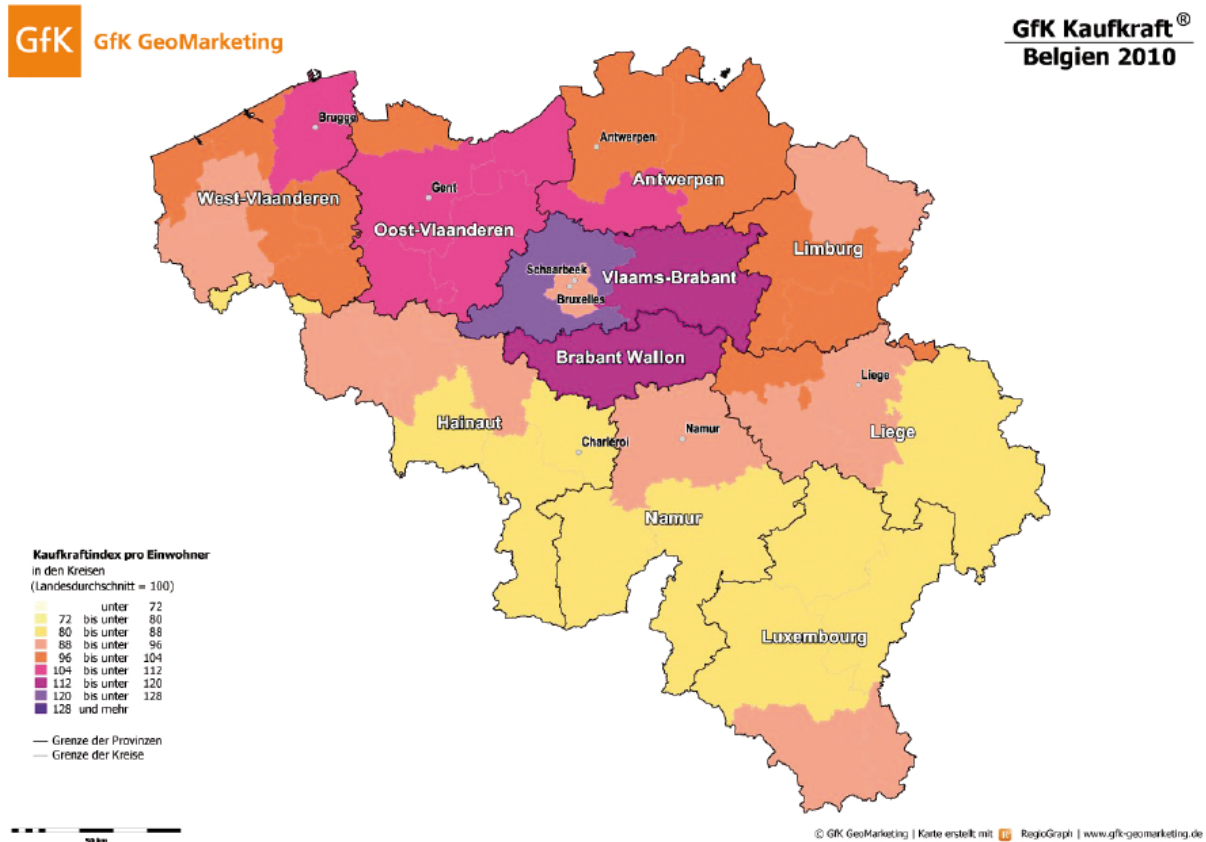 GfK
GfK GeoMarketing
GfK Kaufkraft®
Belgien 2010
Brugge
Antwerpen
Gent
West-Vlaanderen
Antwerpen
Oost-Vlaanderen
Limburg
Schaarbeek
Vlaams-Brabant
Bruxelles
Brabant Wallon
Liege
Hainaut
Namur
Liege
Charleroi
Namur
Luxembourg
Kaufkraftindex pro Einwohner
in den Kreisen
(Landesdurchschnitt = 100)
unter 72
72 bis unter 80
80 bis unter 88
88 bis unter 96
96 bis unter 104
104 bis unter 112
112 bis unter 120
120 bis unter 128
128 und mehr
Grenze der Provinzen
Grenze der Kreise
50 km
© GfK GeoMarketing | Karte erstellt mit RegioGraph | www.gfk-geomarketing.de